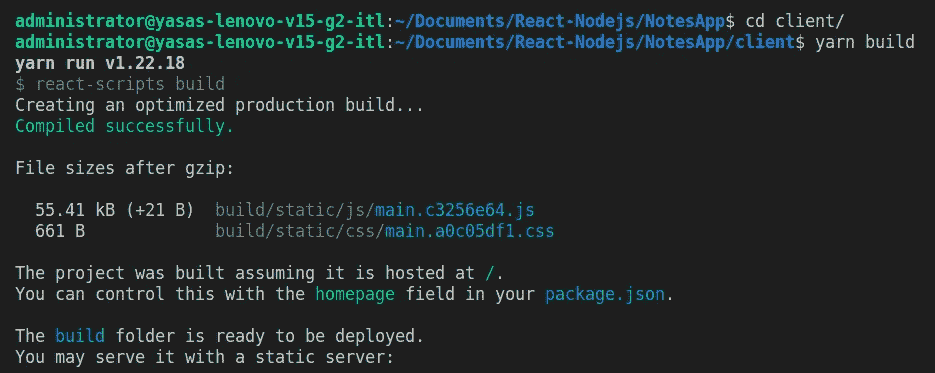 administrator@yasas-lenovo-v15-g2-itl:~/Documents/React-Nodejs/NotesApp$ cd client/
administrator@yasas-lenovo-v15-g2-itl:~/Documents/React-Nodejs/NotesApp/client$ yarn build
yarn run v1.22.18
$ react-scripts build
Creating an optimized production build...
Compiled successfully.
File sizes after gzip:
55.41 kB (+21 B)  build/static/js/main.c3256e64.js
661 B             build/static/css/main.a0c05df1.css
The project was built assuming it is hosted at /.
You can control this with the homepage field in your package.json.
The build folder is ready to be deployed.
You may serve it with a static server: